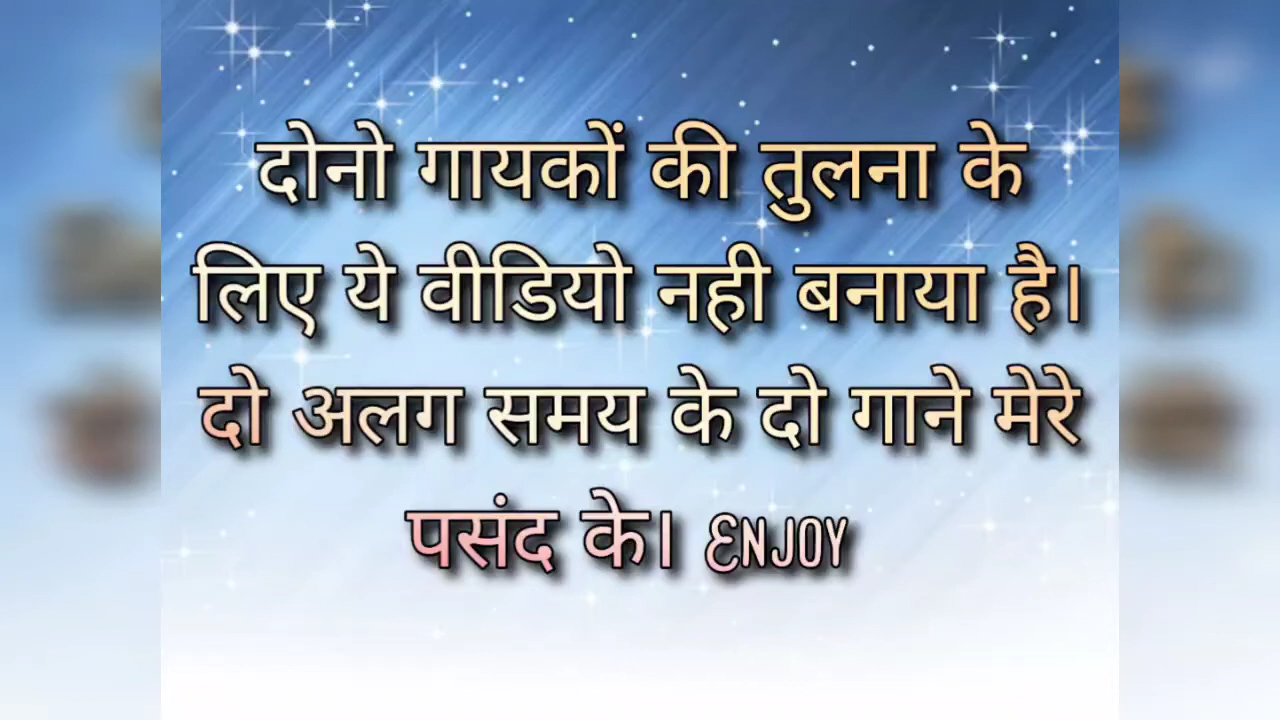 दोनो गायकों की तुलना के
लिए ये वीडियो नही बनाया है।
दो अलग समय के दो गाने मेरे
पसंद के। ENJOY